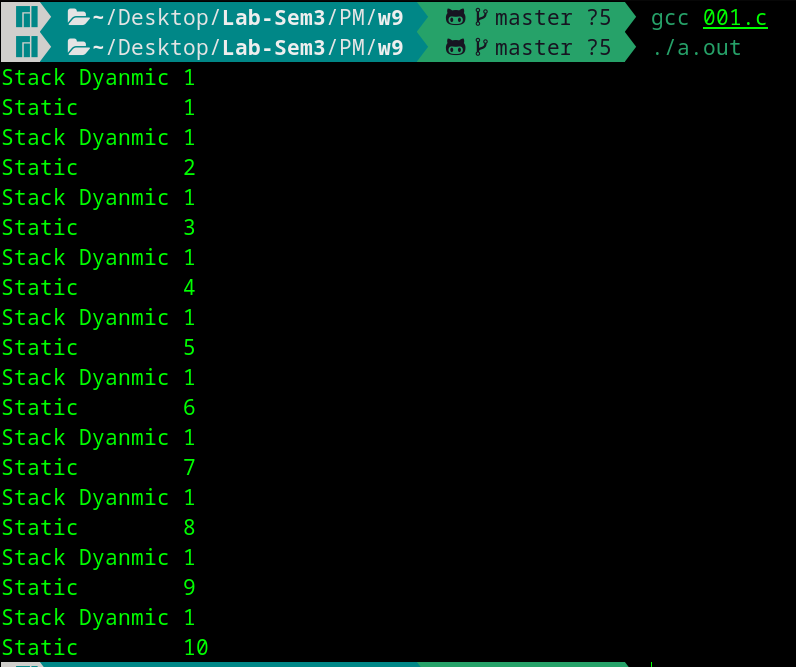 ~/Desktop/Lab-Sem3/PM/w9 master ?5 gcc 001.c
~/Desktop/Lab-Sem3/PM/w9 master ?5 ./a.out
Stack Dyanmic 1
Static 1
Stack Dyanmic 1
Static 2
Stack Dyanmic 1
Static 3
Stack Dyanmic 1
Static 4
Stack Dyanmic 1
Static 5
Stack Dyanmic 1
Static 6
Stack Dyanmic 1
Static 7
Stack Dyanmic 1
Static 8
Stack Dyanmic 1
Static 9
Stack Dyanmic 1
Static 10